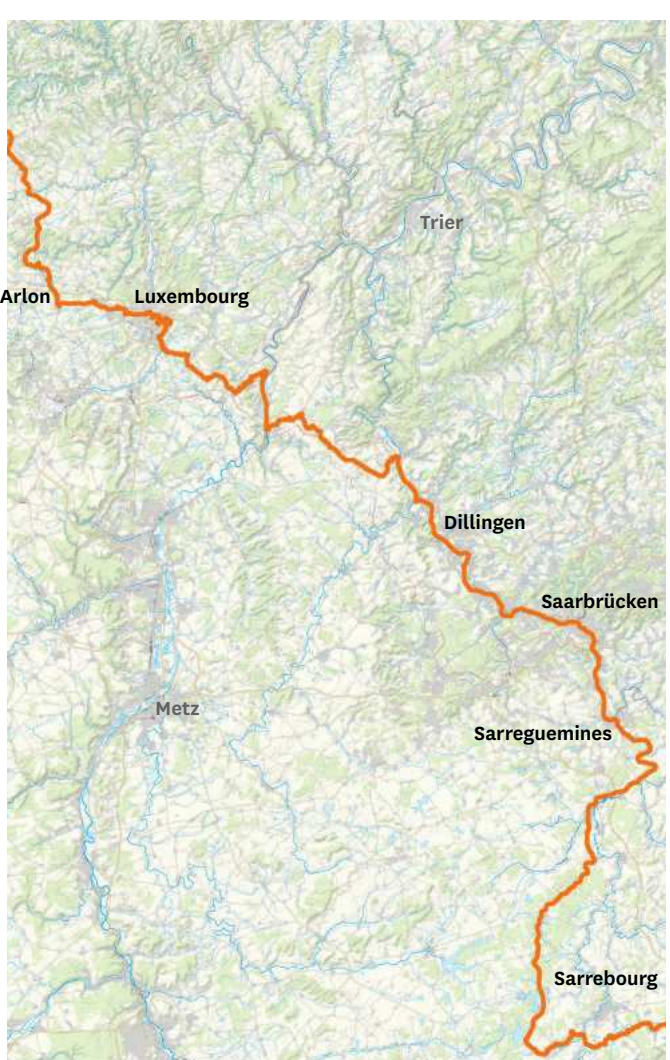 Trier
Arlon
Luxembourg
Dillingen
Saarbrücken
Metz
Sarreguemines
Sarrebourg